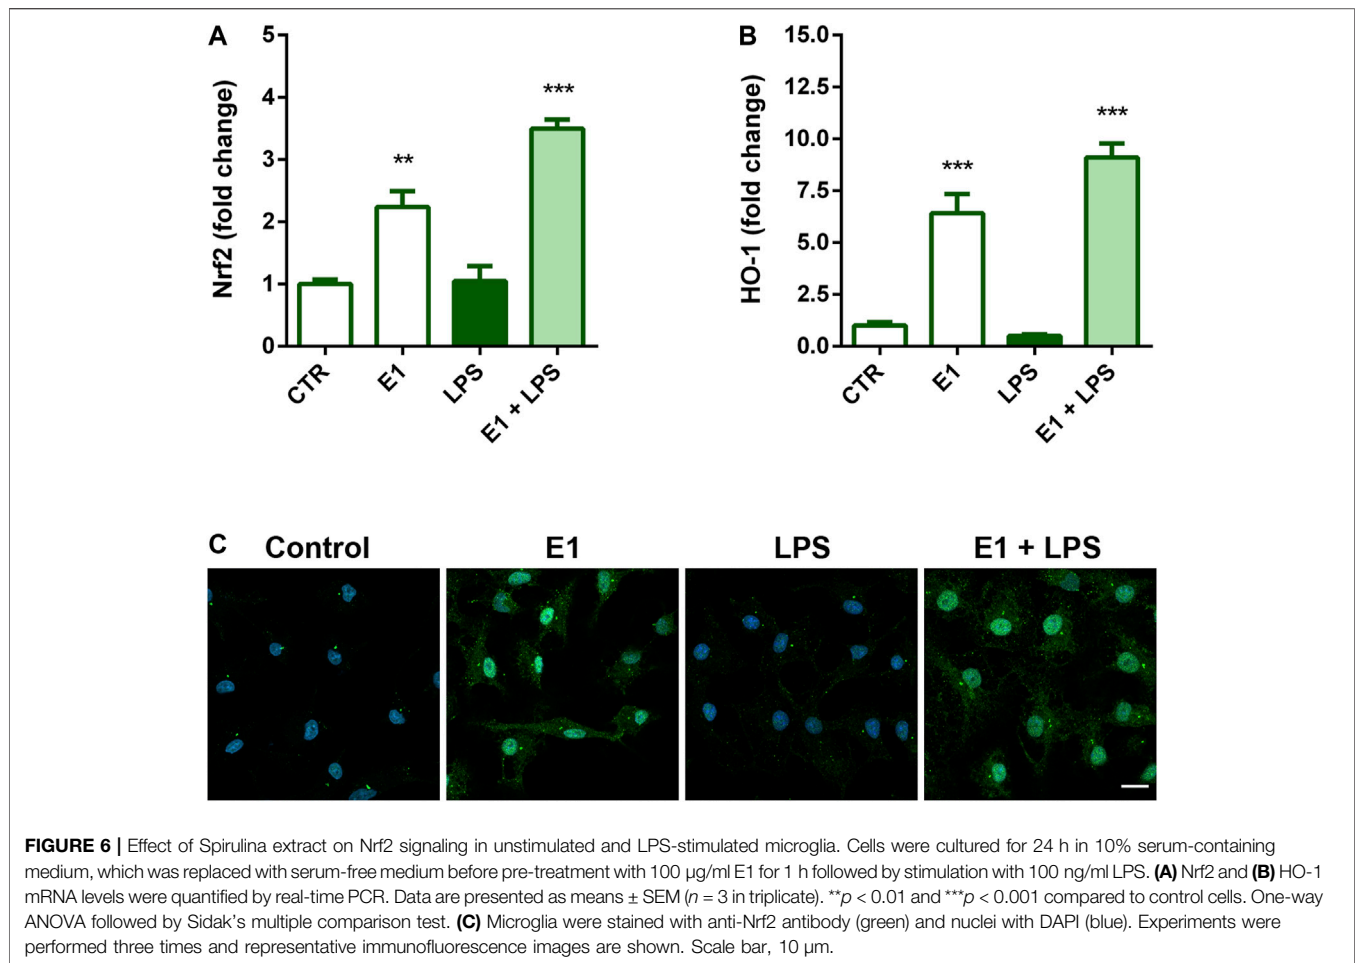 A
5
4
3
2
1
0
Nrf2 (fold change)
**
***
CTR
E1
LPS
E1 + LPS
B
15.0
12.5
10.0
7.5
5.0
2.5
0.0
HO-1 (fold change)
***
***
CTR
E1
LPS
E1 + LPS
C
Control
E1
LPS
E1 + LPS
FIGURE 6 | Effect of Spirulina extract on Nrf2 signaling in unstimulated and LPS-stimulated microglia. Cells were cultured for 24 h in 10% serum-containing
medium, which was replaced with serum-free medium before pre-treatment with 100 μg/ml E1 for 1 h followed by stimulation with 100 ng/ml LPS. (A) Nrf2 and (B) HO-1
mRNA levels were quantified by real-time PCR. Data are presented as means ± SEM (n = 3 in triplicate). **p < 0.01 and ***p < 0.001 compared to control cells. One-way
ANOVA followed by Sidak's multiple comparison test. (C) Microglia were stained with anti-Nrf2 antibody (green) and nuclei with DAPI (blue). Experiments were
performed three times and representative immunofluorescence images are shown. Scale bar, 10 μm.